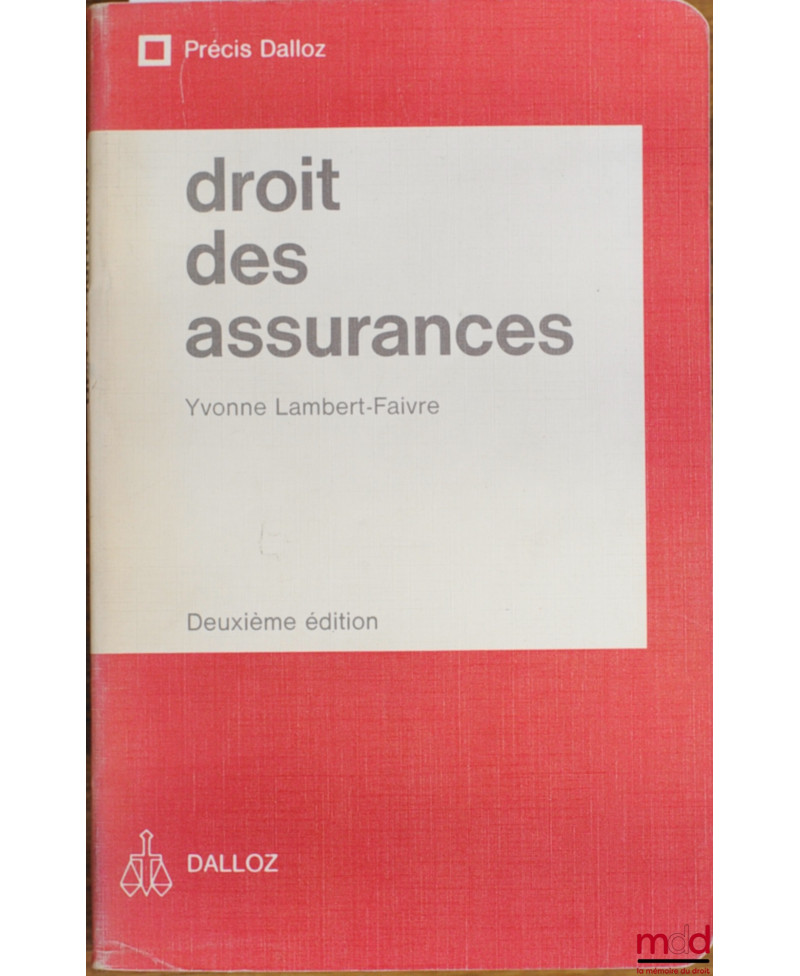 Précis Dalloz
droit
des
assurances
Yvonne Lambert-Faivre
Deuxième édition
DALLOZ
mdd
la mémoire du droit